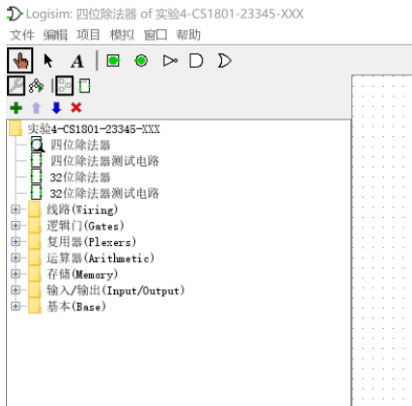 Logisim: 四位除法器 of 实验4-CS1801-23345-XXX
文件 编辑 项目 模拟 窗口 帮助
A
实验4-CS1801-23345-XXX
四位除法器
四位除法器测试电路
32位除法器
32位除法器测试电路
线路(Wiring)
逻辑门(Gates)
复用器(Plexers)
运算器(Arithmetic)
存储(Memory)
输入/输出(Input/Output)
基本(Base)